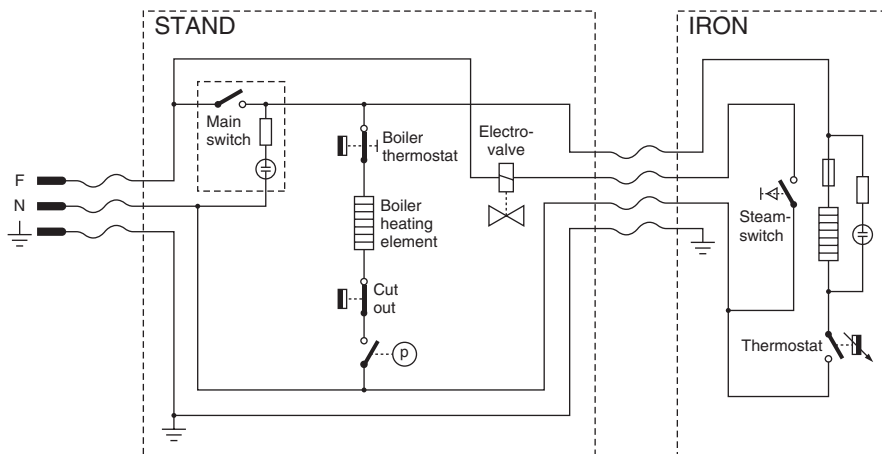 STAND
IRON
Main
switch
Boiler
thermostat
Electro-
valve
F
N
Boiler
heating
element
Steam-
switch
Cut
out
p
Thermostat